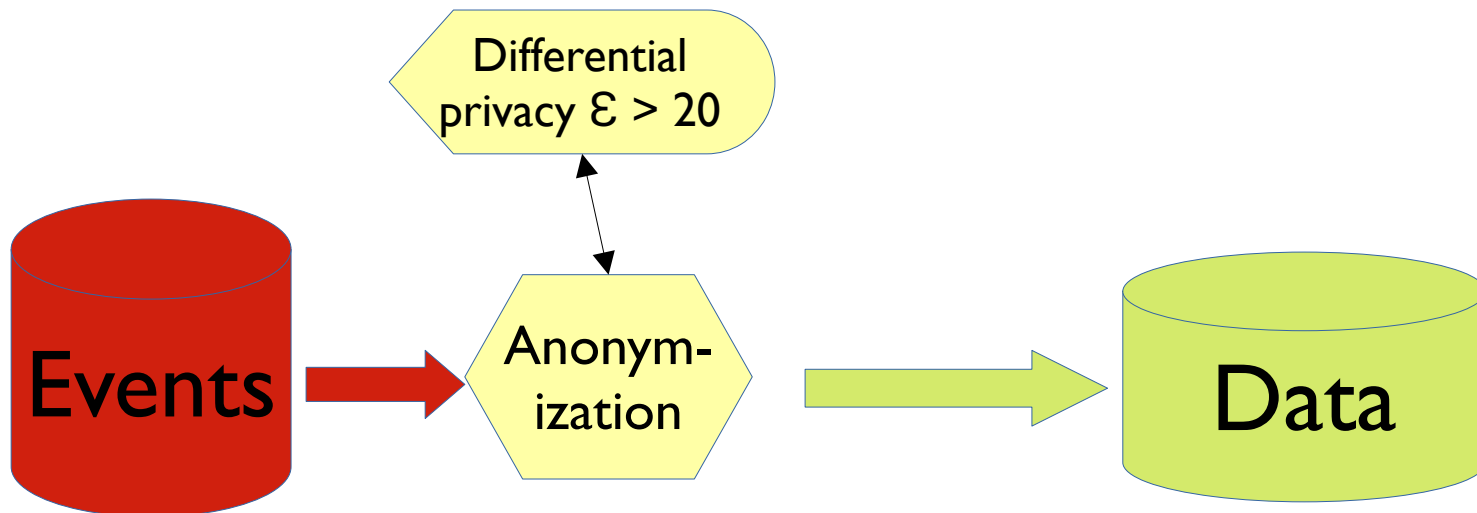 Differential
privacy Ɛ > 20
Events
Anonym-
ization
Data